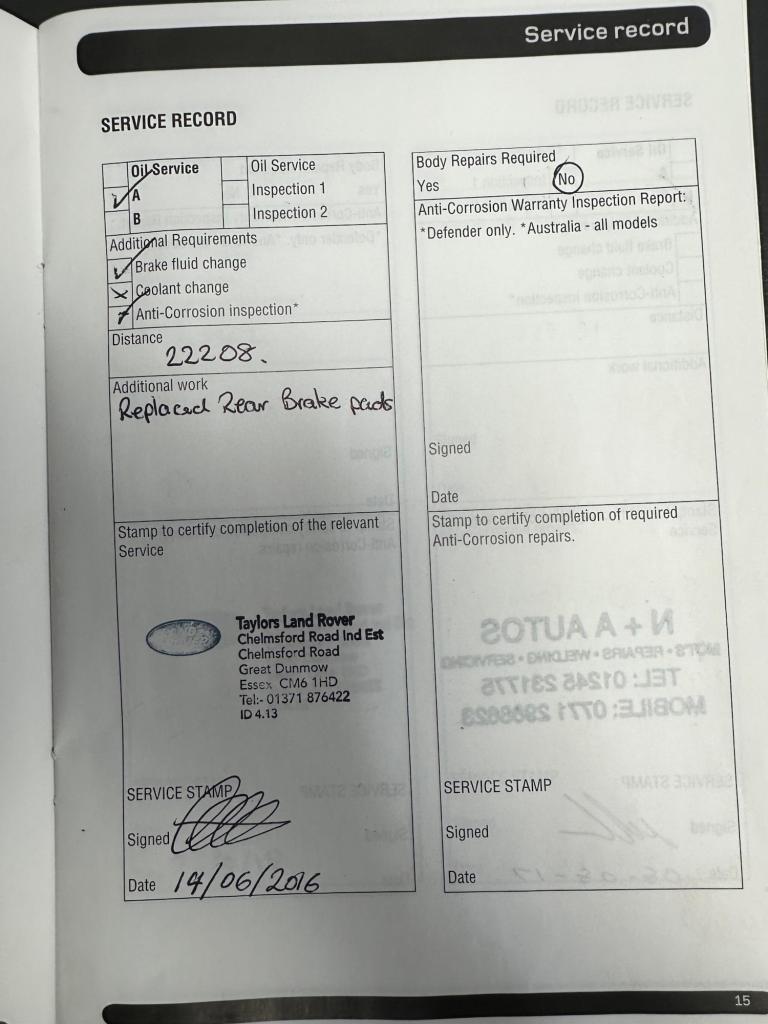 Service record
SERVICE RECORD
Oil Service
A
B
Oil Service
Inspection 1
Inspection 2
Additional Requirements
Brake fluid change
Coolant change
Anti-Corrosion inspection*
Distance
22208.
Additional work
Replaced Rear Brake pads
Stamp to certify completion of the relevant
Service
Taylors Land Rover
Chelmsford Road Ind Est
Chelmsford Road
Great Dunmow
Essex CM6 1HD
Tel:- 01371 876422
ID 4.13
SERVICE STAMP
Signed
Date 14/06/2016
Body Repairs Required
Yes No
Anti-Corrosion Warranty Inspection Report:
*Defender only. *Australia - all models
Signed
Date
Stamp to certify completion of required
Anti-Corrosion repairs.
N + A AUTOS
SERVICE STAMP
Signed
Date
15